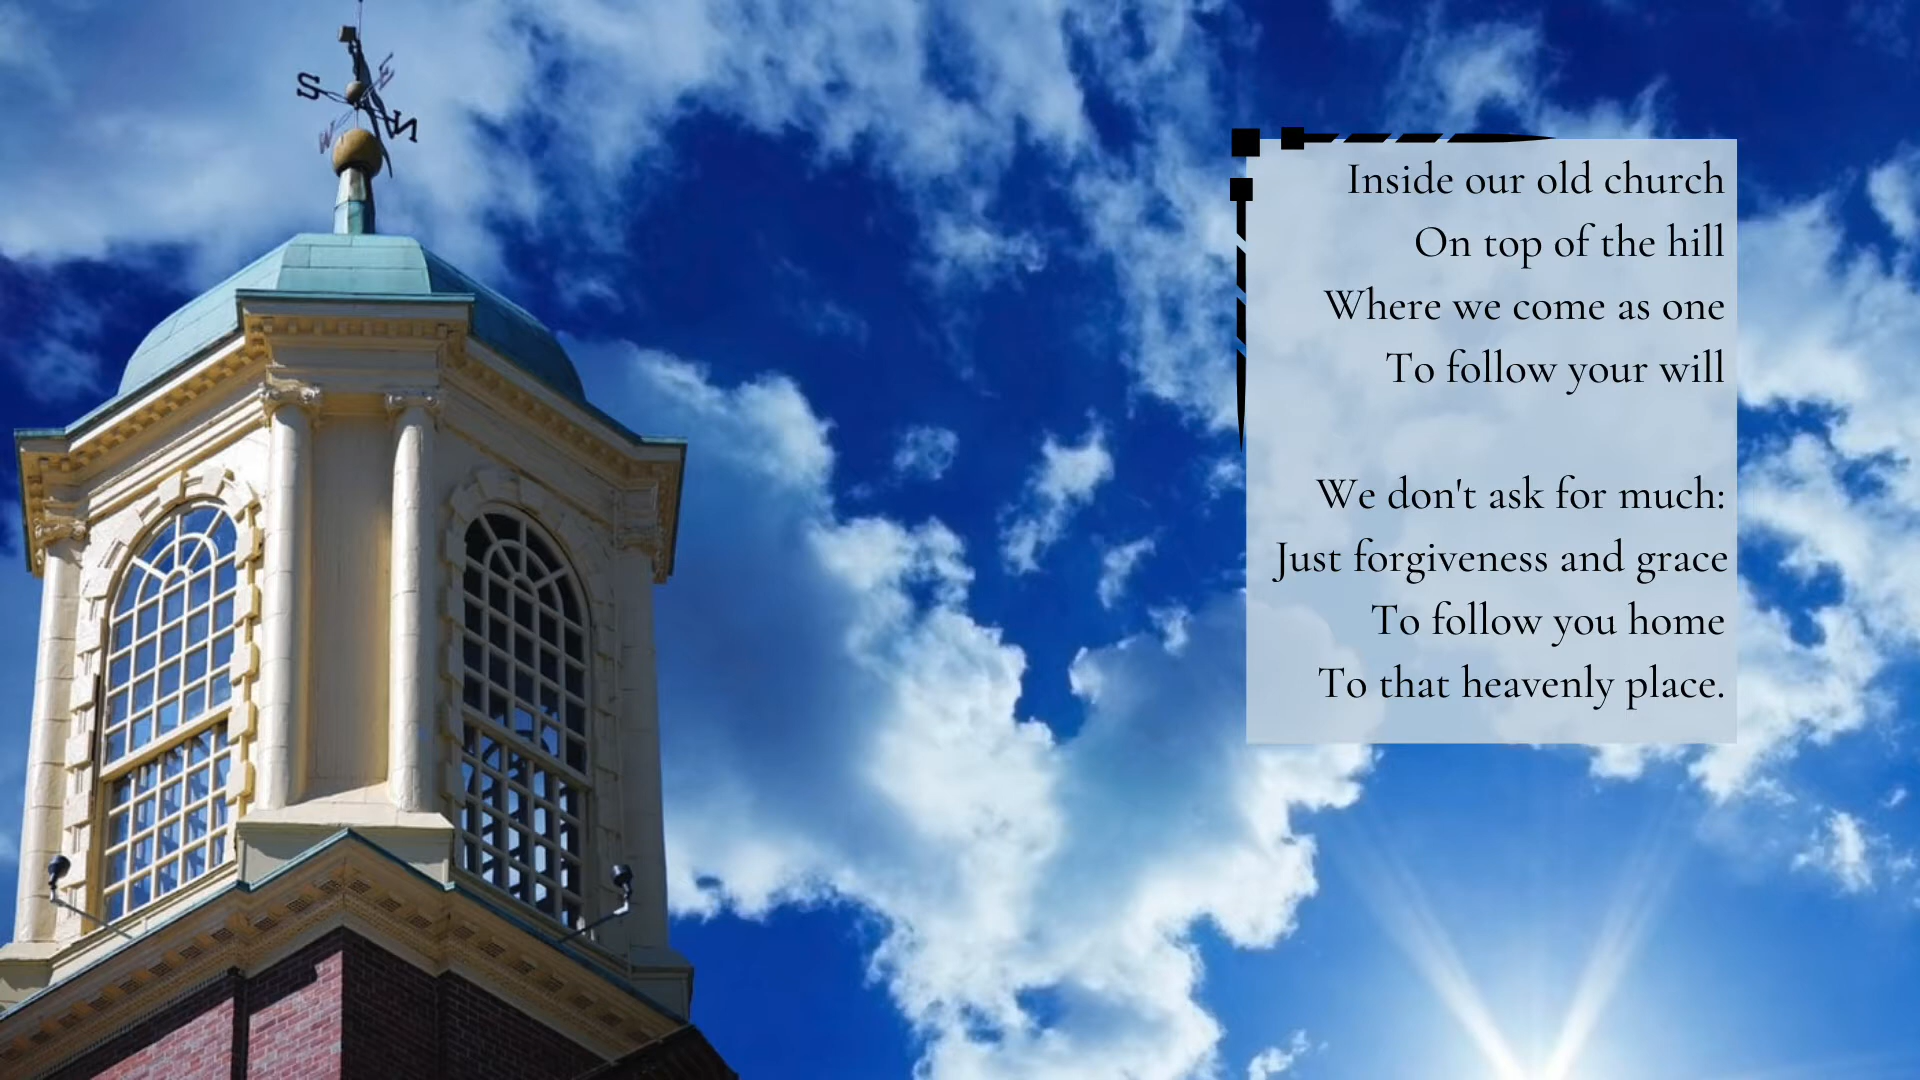 S
E
W
N
Inside our old church
On top of the hill
Where we come as one
To follow your will
We don't ask for much:
Just forgiveness and grace
To follow you home
To that heavenly place.